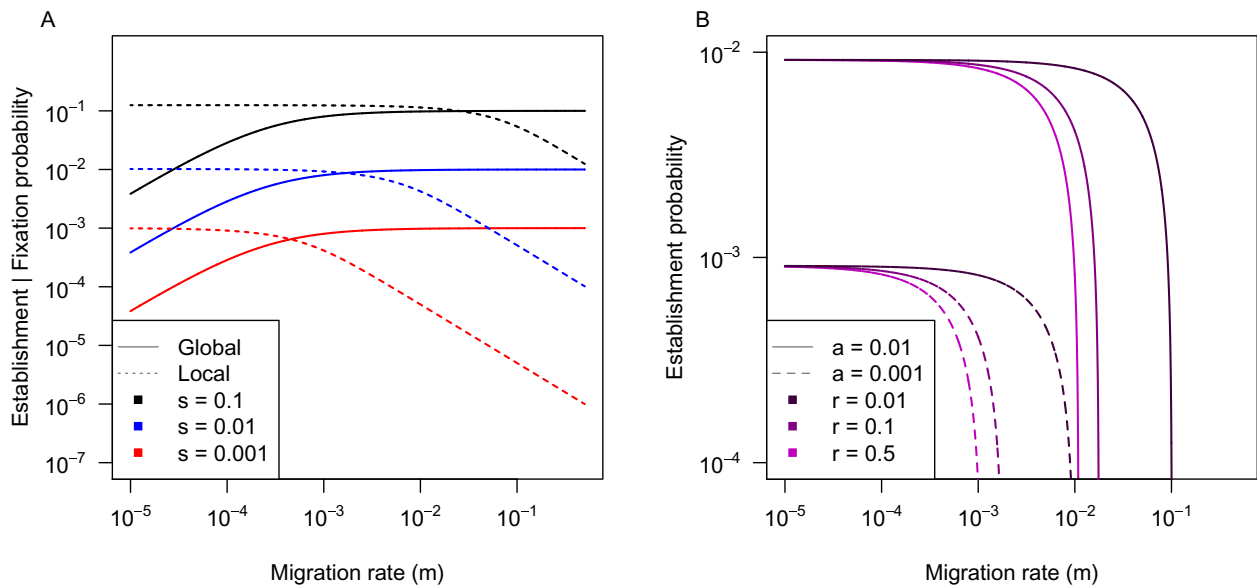 A
Establishment | Fixation probability
10⁻¹
10⁻²
10⁻³
10⁻⁴
10⁻⁵
10⁻⁶
10⁻⁷
Global
Local
s = 0.1
s = 0.01
s = 0.001
10⁻⁵
10⁻⁴
10⁻³
10⁻²
10⁻¹
Migration rate (m)
B
Establishment probability
10⁻²
10⁻³
10⁻⁴
a = 0.01
a = 0.001
r = 0.01
r = 0.1
r = 0.5
10⁻⁵
10⁻⁴
10⁻³
10⁻²
10⁻¹
Migration rate (m)